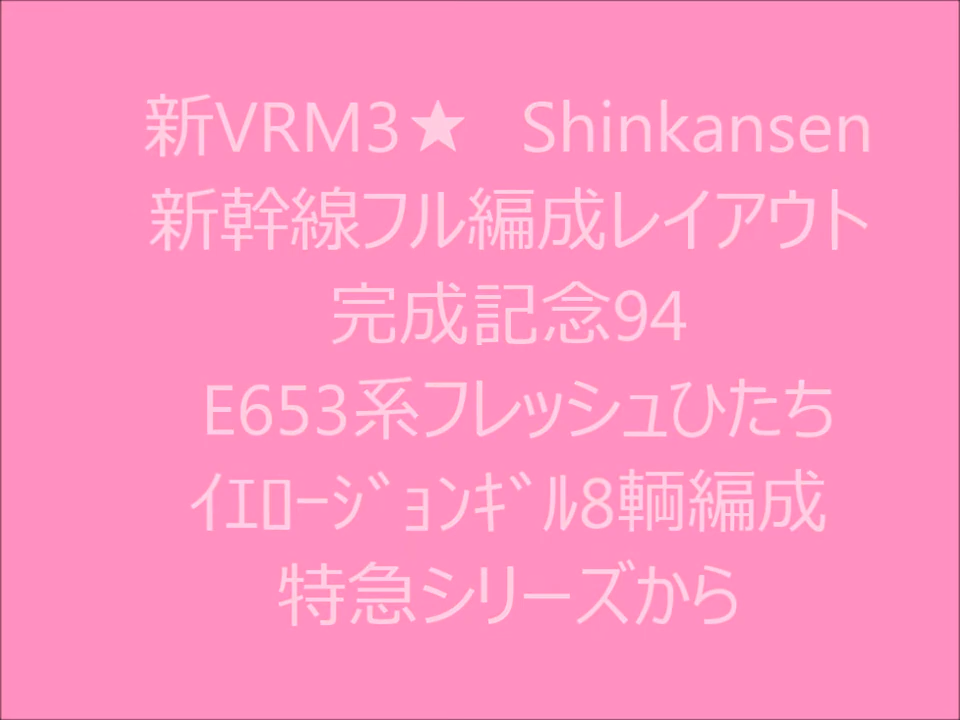 新VRM3★　Shinkansen
新幹線フル編成レイアウト
完成記念94
E653系フレッシュひたち
ｲｴﾛｰｼﾞｮﾝｷﾞﾙ8輌編成
特急シリーズから